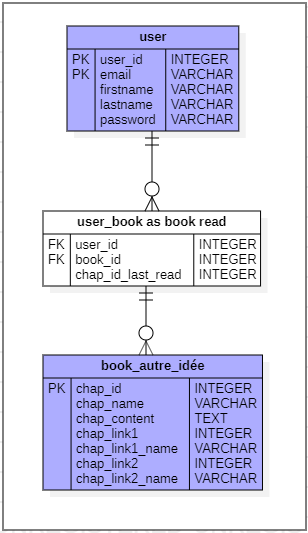 user
PK user_id INTEGER
PK email VARCHAR
firstname VARCHAR
lastname VARCHAR
password VARCHAR
user_book as book read
FK user_id INTEGER
FK book_id INTEGER
chap_id_last_read INTEGER
book_autre_idée
PK chap_id INTEGER
chap_name VARCHAR
chap_content TEXT
chap_link1 INTEGER
chap_link1_name VARCHAR
chap_link2 INTEGER
chap_link2_name VARCHAR